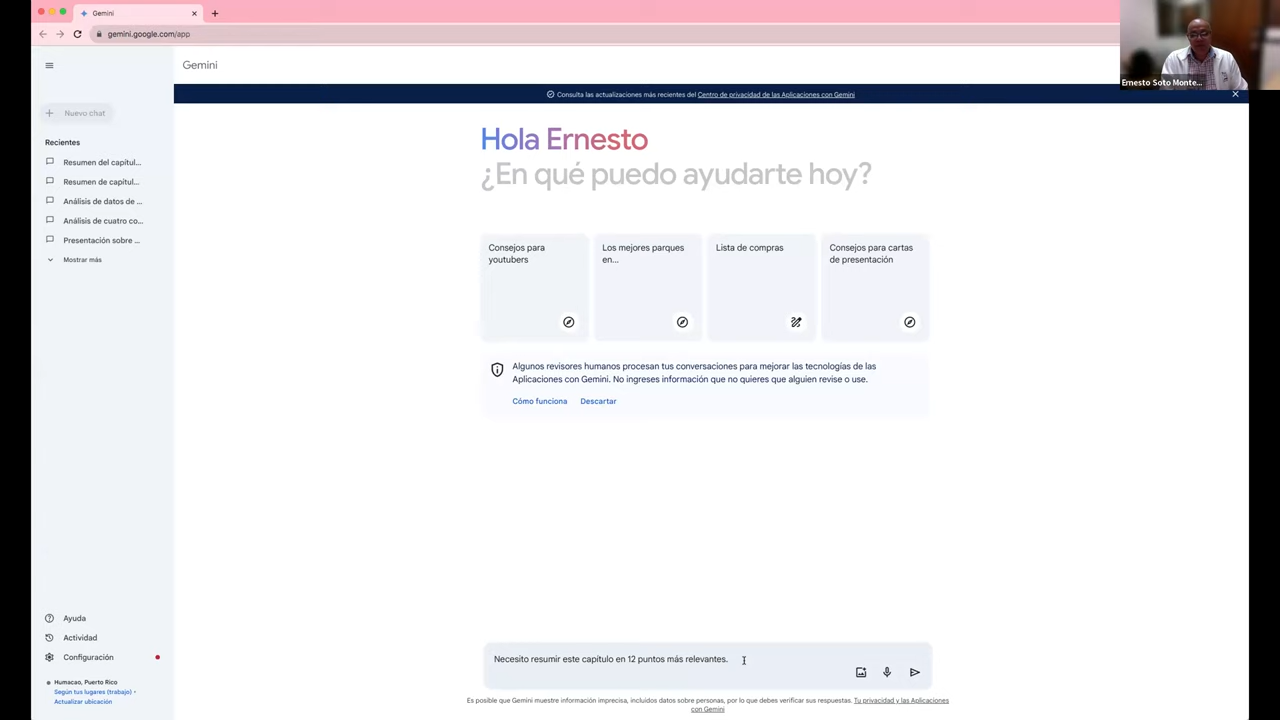 Gemini
gemini.google.com/app
Gemini
Ernesto Soto Monte...
Consulta las actualizaciones más recientes del Centro de privacidad de las Aplicaciones con Gemini
Nuevo chat
Recientes
Resumen del capítul...
Resumen de capítul...
Análisis de datos de ...
Análisis de cuatro co...
Presentación sobre ...
Mostrar más
Hola Ernesto
¿En qué puedo ayudarte hoy?
Consejos para
youtubers
Los mejores parques
en...
Lista de compras
Consejos para cartas
de presentación
Algunos revisores humanos procesan tus conversaciones para mejorar las tecnologías de las
Aplicaciones con Gemini. No ingreses información que no quieres que alguien revise o use.
Cómo funciona Descartar
Ayuda
Actividad
Configuración
Humacao, Puerto Rico
Según tus lugares (trabajo) •
Actualizar ubicación
Necesito resumir este capítulo en 12 puntos más relevantes.
Es posible que Gemini muestre información imprecisa, incluidos datos sobre personas, por lo que debes verificar sus respuestas. Tu privacidad y las Aplicaciones
con Gemini